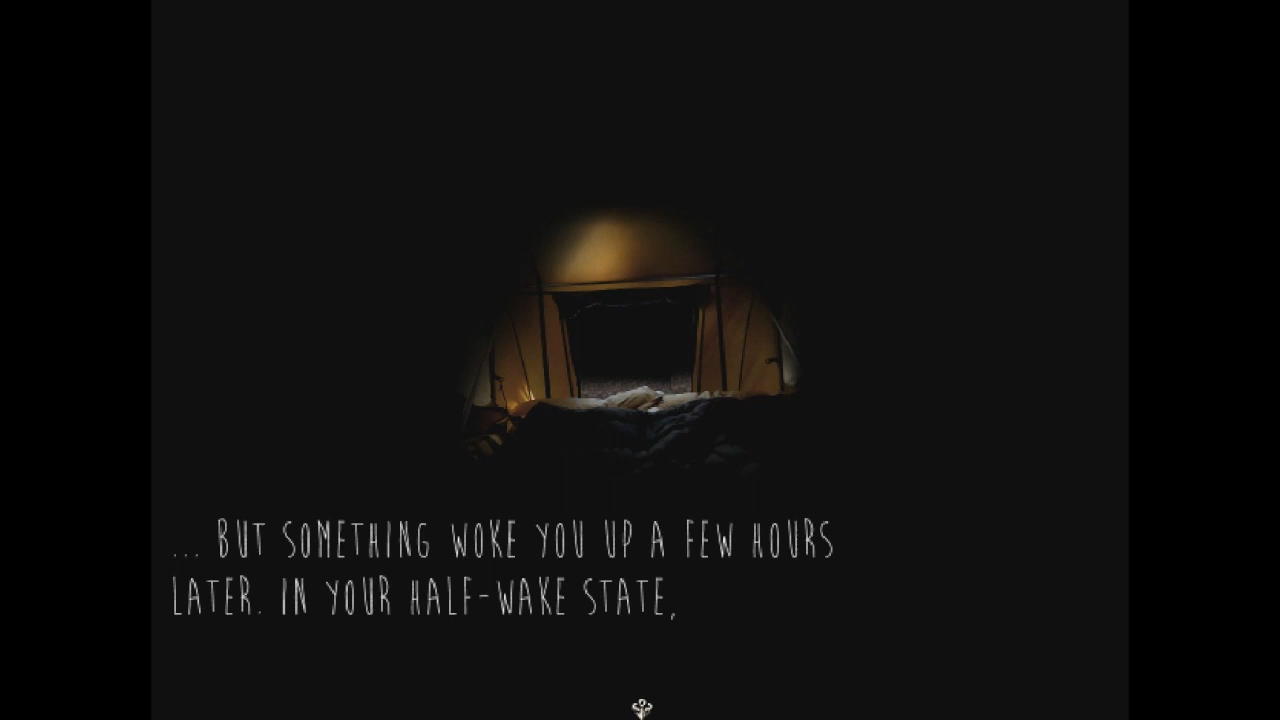 ... BUT SOMETHING WOKE YOU UP A FEW HOURS
LATER. IN YOUR HALF-WAKE STATE,